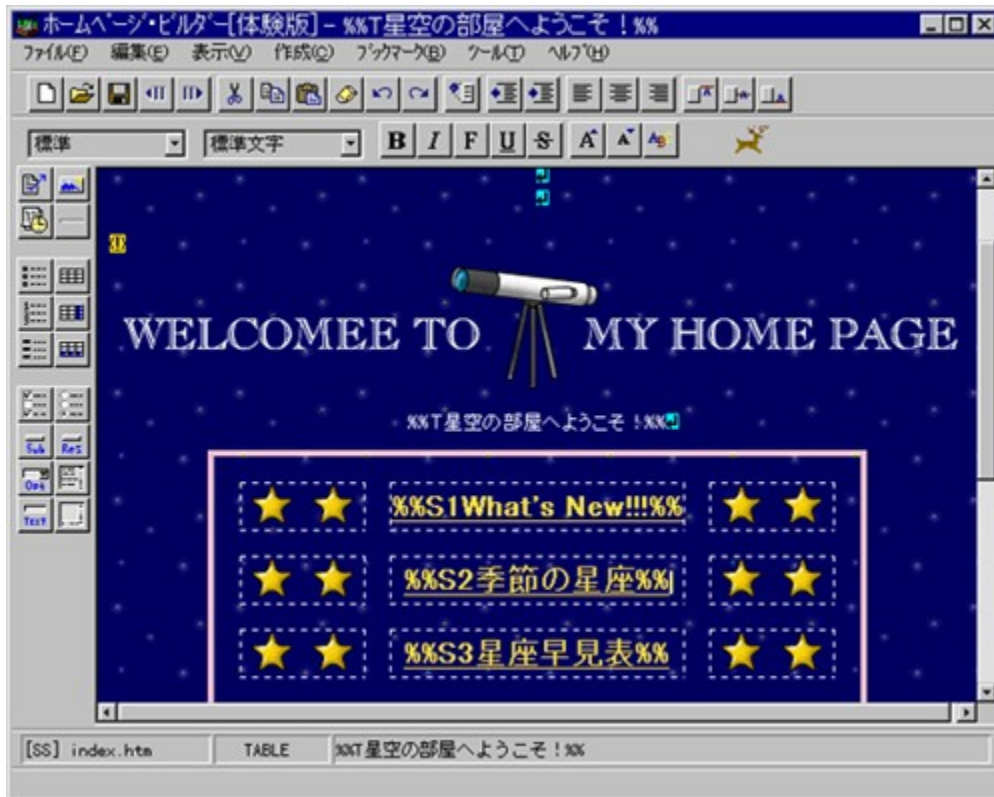 ホームページ・ビルダー[体験版] - %%T星空の部屋へようこそ！%%
ファイル(F) 編集(E) 表示(V) 作成(C) ブックマーク(B) ツール(T) ヘルプ(H)
標準 標準文字 B I F U S A A
WELCOMEE TO MY HOME PAGE
%%T星空の部屋へようこそ！%%
%%S1What's New!!!%%
%%S2季節の星座%%
%%S3星座早見表%%
Sub Res
Opt
TEXT
[SS] index.htm TABLE %%T星空の部屋へようこそ！%%